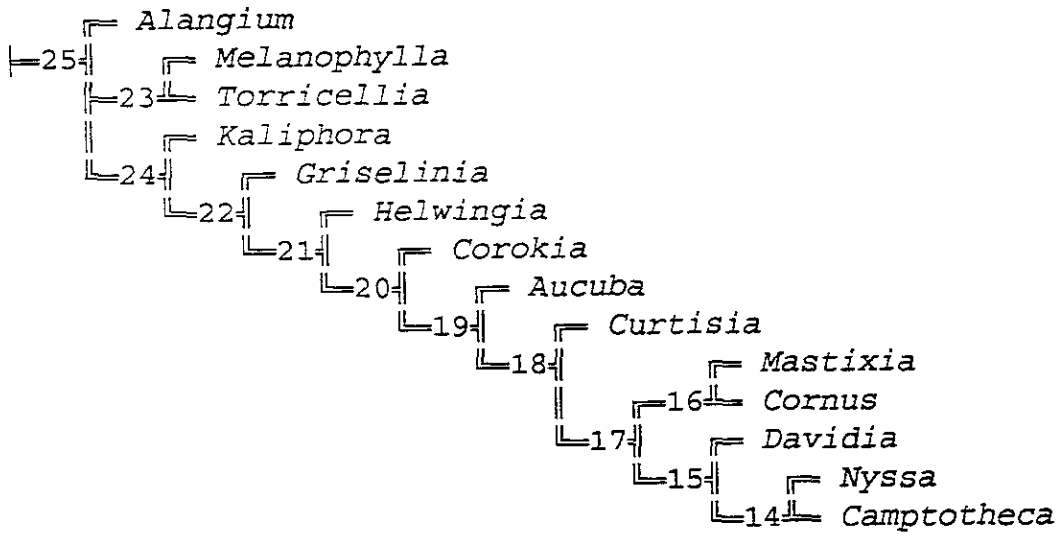 Alangium
25 Melanophylla
23 Torricellia
Kaliphora
24 Griselinia
22 Helwingia
21 Corokia
20 Aucuba
19 Curtisia
18 Mastixia
16 Cornus
17 Davidia
15 Nyssa
14 Camptotheca